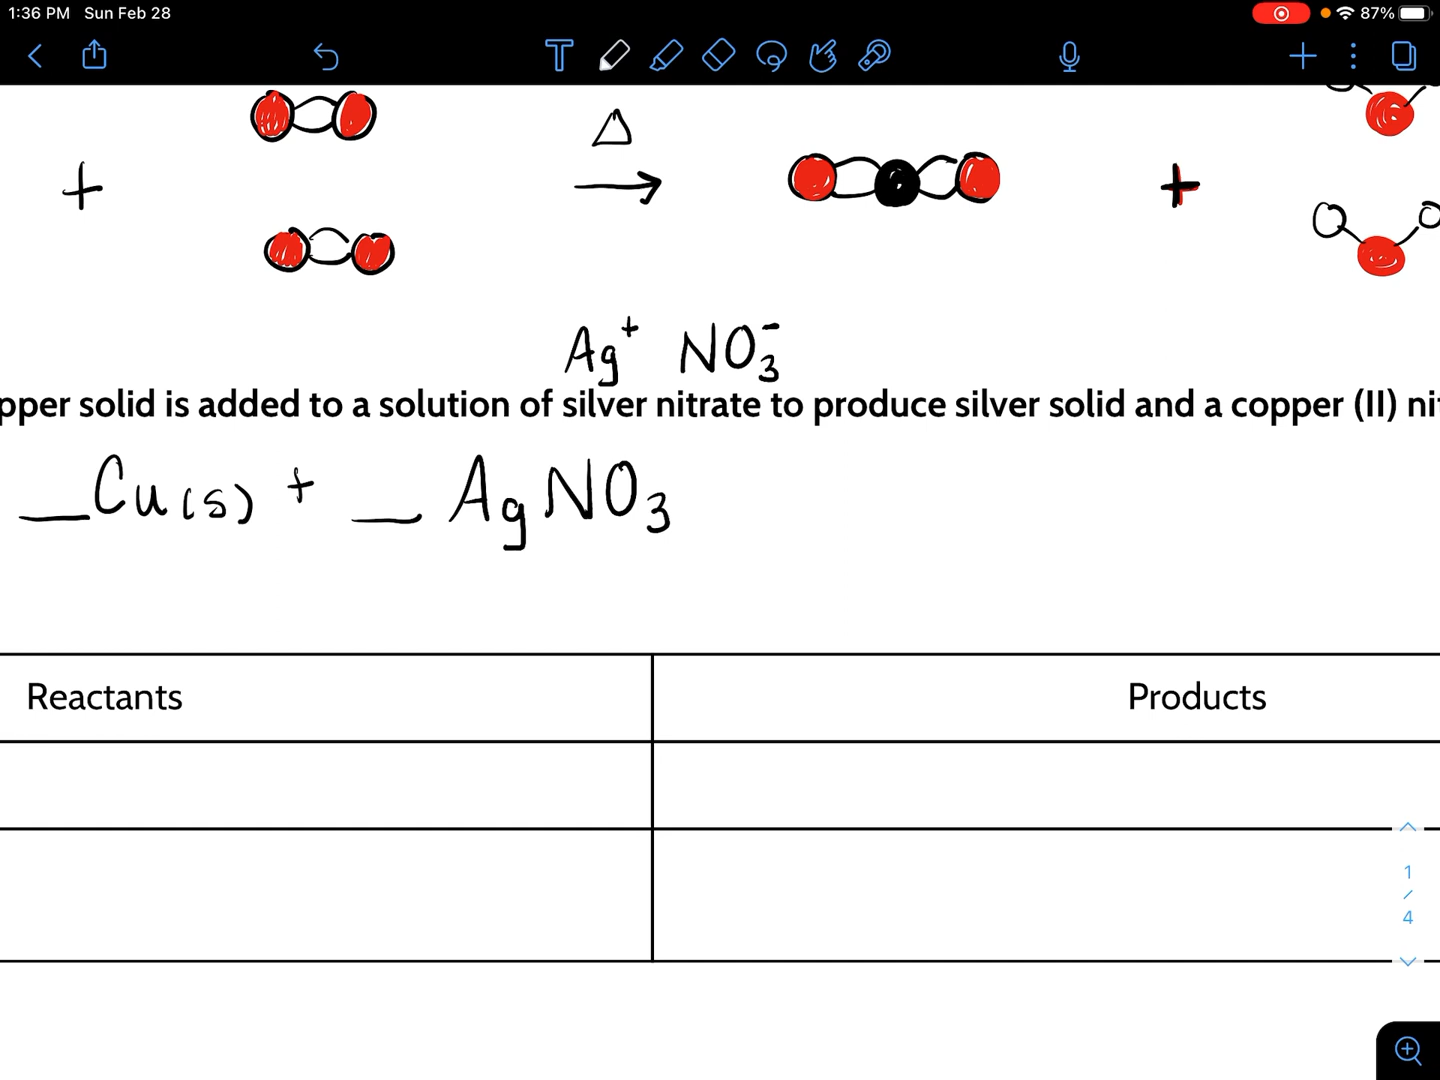 1:36 PM Sun Feb 28
87%
+ Δ → +
Ag⁺ NO₃⁻
pper solid is added to a solution of silver nitrate to produce silver solid and a copper (II) nit
_Cu(s) + _ AgNO₃
Reactants Products
1
/
4